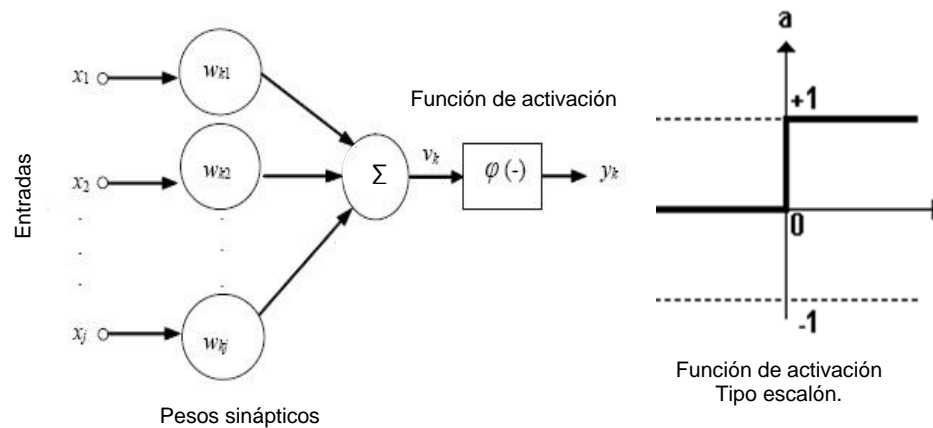 Entradas
x1
x2
xj
wk1
wk2
wkj
Pesos sinápticos
Σ
vk
Función de activación
φ (-)
yk
a
+1
0
-1
Función de activación
Tipo escalón.